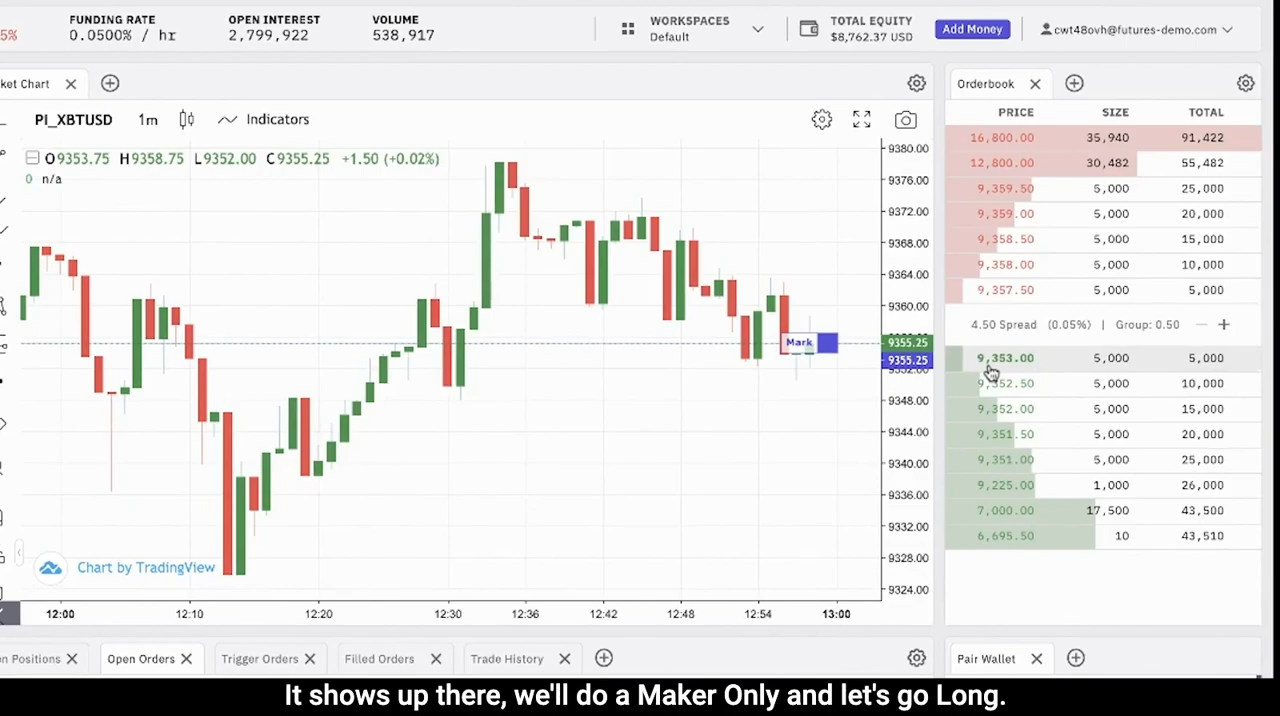 FUNDING RATE OPEN INTEREST VOLUME WORKSPACES TOTAL EQUITY
5% 0.0500% / hr 2,799,922 538,917 Default $8,762.37 USD Add Money cwt48ovh@futures-demo.com
ket Chart Orderbook
PI_XBTUSD 1m Indicators
PRICE SIZE TOTAL
O9353.75 H9358.75 L9352.00 C9355.25 +1.50 (+0.02%)
0 n/a
16,800.00 35,940 91,422
12,800.00 30,482 55,482
9,359.50 5,000 25,000
9,359.00 5,000 20,000
9,358.50 5,000 15,000
9,358.00 5,000 10,000
9,357.50 5,000 5,000
4.50 Spread (0.05%) | Group: 0.50
9,353.00 5,000 5,000
9,352.50 5,000 10,000
9,352.00 5,000 15,000
9,351.50 5,000 20,000
9,351.00 5,000 25,000
9,225.00 1,000 26,000
7,000.00 17,500 43,500
6,695.50 10 43,510
9380.00
9376.00
9372.00
9368.00
9364.00
9360.00
Mark
9355.25
9355.25
9352.00
9348.00
9344.00
9340.00
9336.00
9332.00
9328.00
9324.00
Chart by TradingView
12:00 12:10 12:20 12:30 12:36 12:42 12:48 12:54 13:00
n Positions Open Orders Trigger Orders Filled Orders Trade History Pair Wallet
It shows up there, we'll do a Maker Only and let's go Long.